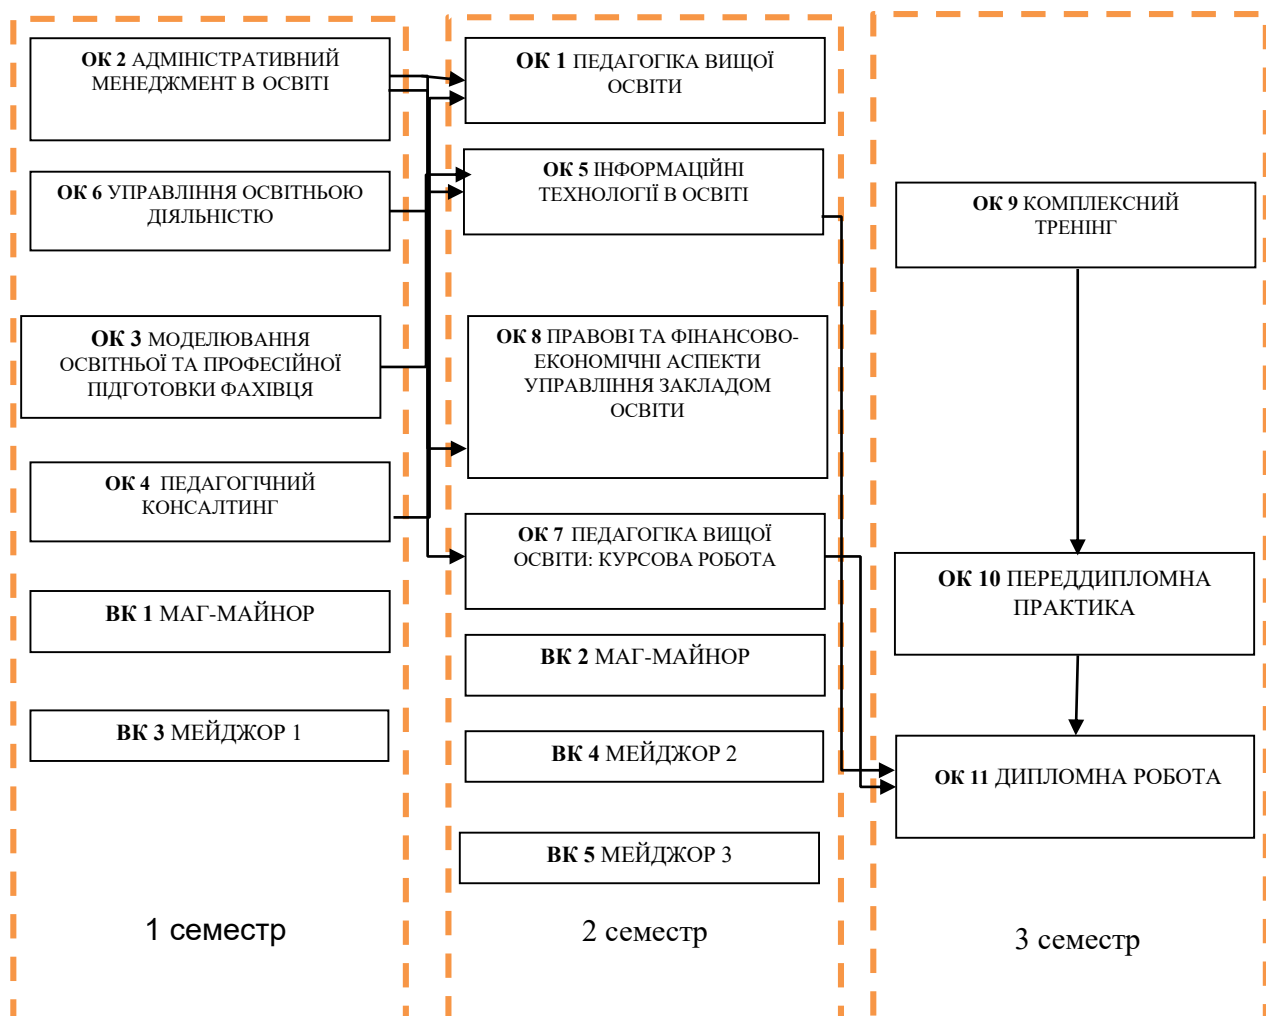 ОК 2 АДМІНІСТРАТИВНИЙ
МЕНЕДЖМЕНТ В ОСВІТІ
ОК 6 УПРАВЛІННЯ ОСВІТНЬОЮ
ДІЯЛЬНІСТЮ
ОК 3 МОДЕЛЮВАННЯ
ОСВІТНЬОЇ ТА ПРОФЕСІЙНОЇ
ПІДГОТОВКИ ФАХІВЦЯ
ОК 4 ПЕДАГОГІЧНИЙ
КОНСАЛТИНГ
ВК 1 МАГ-МАЙНОР
ВК 3 МЕЙДЖОР 1
1 семестр
ОК 1 ПЕДАГОГІКА ВИЩОЇ
ОСВІТИ
ОК 5 ІНФОРМАЦІЙНІ
ТЕХНОЛОГІЇ В ОСВІТІ
ОК 8 ПРАВОВІ ТА ФІНАНСОВО-
ЕКОНОМІЧНІ АСПЕКТИ
УПРАВЛІННЯ ЗАКЛАДОМ
ОСВІТИ
ОК 7 ПЕДАГОГІКА ВИЩОЇ
ОСВІТИ: КУРСОВА РОБОТА
ВК 2 МАГ-МАЙНОР
ВК 4 МЕЙДЖОР 2
ВК 5 МЕЙДЖОР 3
2 семестр
ОК 9 КОМПЛЕКСНИЙ
ТРЕНІНГ
ОК 10 ПЕРЕДДИПЛОМНА
ПРАКТИКА
ОК 11 ДИПЛОМНА РОБОТА
3 семестр